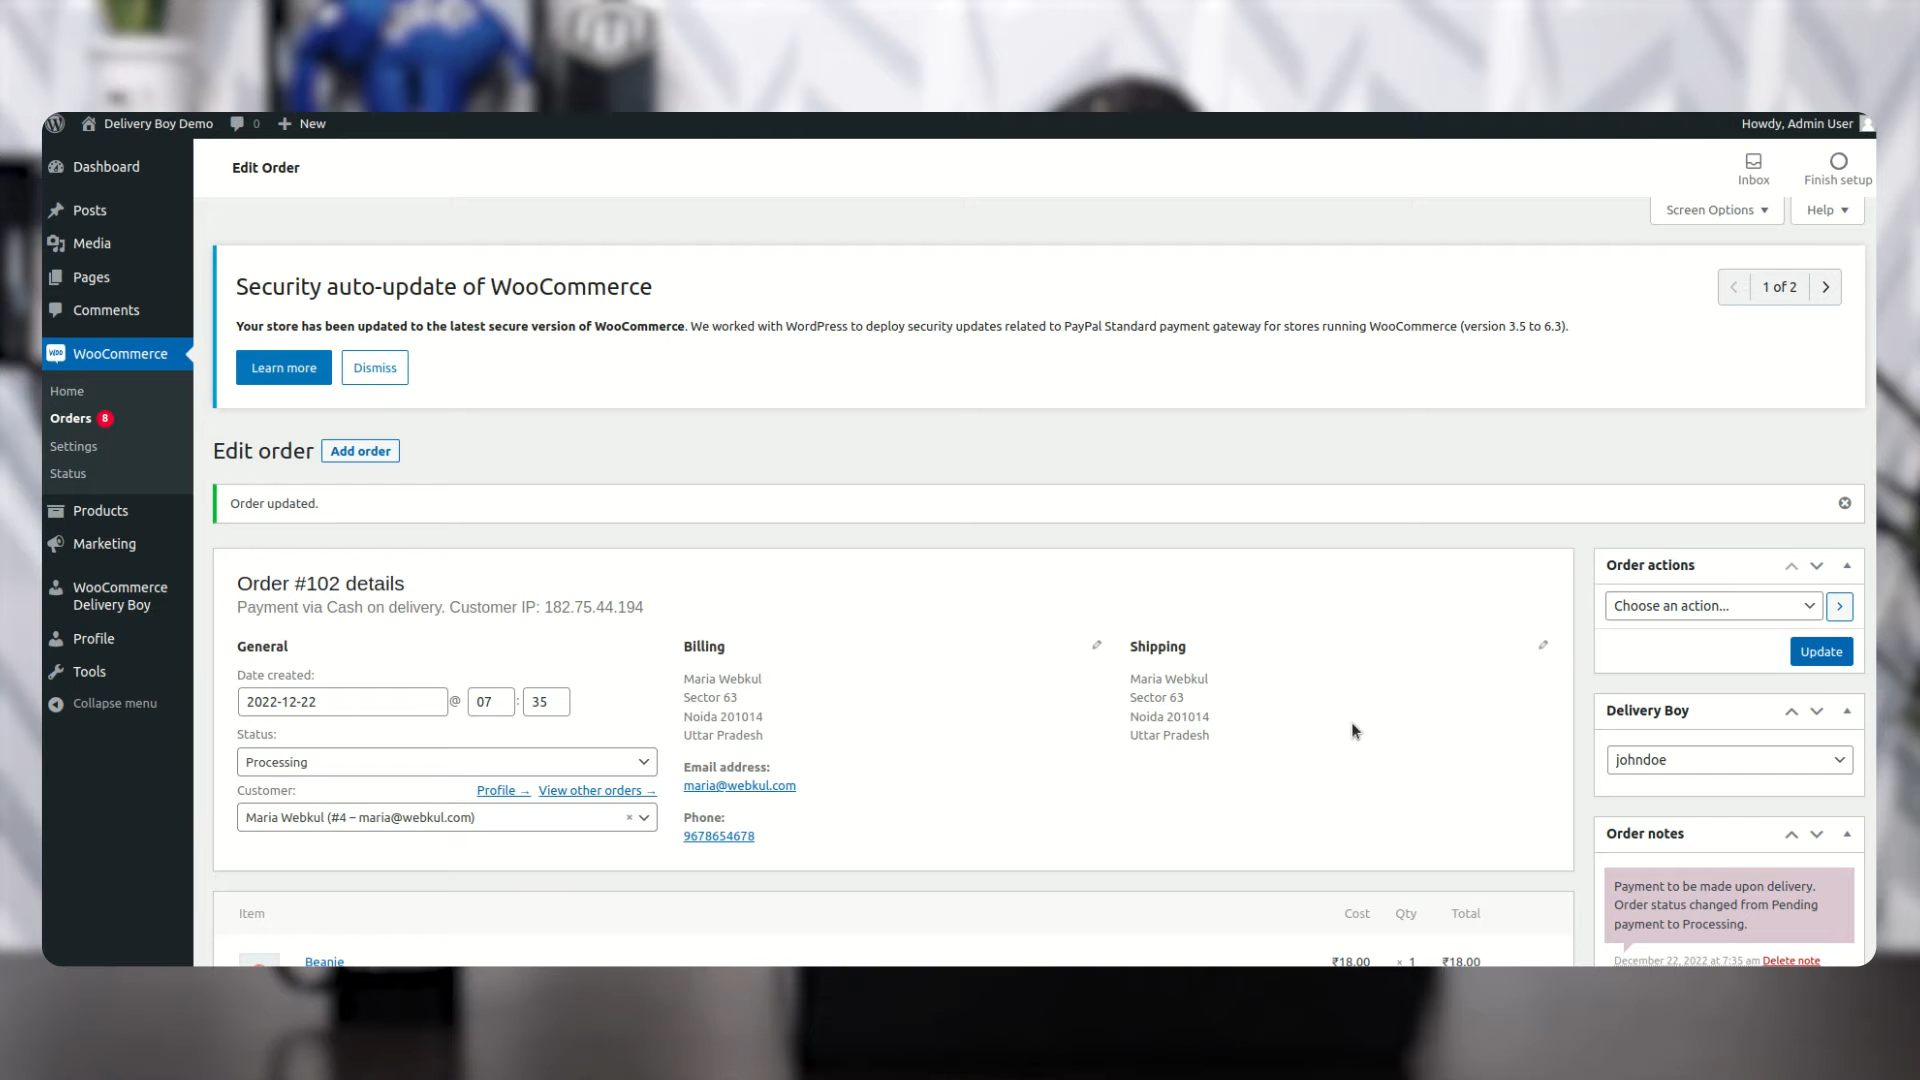 Delivery Boy Demo
0
New
Howdy, Admin User
Dashboard
Posts
Media
Pages
Comments
WooCommerce
Home
Orders 8
Settings
Status
Products
Marketing
WooCommerce
Delivery Boy
Profile
Tools
Collapse menu
Edit Order
Inbox
Finish setup
Screen Options
Help
Security auto-update of WooCommerce
1 of 2
Your store has been updated to the latest secure version of WooCommerce. We worked with WordPress to deploy security updates related to PayPal Standard payment gateway for stores running WooCommerce (version 3.5 to 6.3).
Learn more
Dismiss
Edit order
Add order
Order updated.
Order #102 details
Payment via Cash on delivery. Customer IP: 182.75.44.194
General
Date created:
2022-12-22 @ 07 : 35
Status:
Processing
Customer: Profile → View other orders →
Maria Webkul (#4 – maria@webkul.com) ×
Billing
Maria Webkul
Sector 63
Noida 201014
Uttar Pradesh
Email address:
maria@webkul.com
Phone:
9678654678
Shipping
Maria Webkul
Sector 63
Noida 201014
Uttar Pradesh
Item Cost Qty Total
Beanie ₹18.00 × 1 ₹18.00
Order actions
Choose an action...
Update
Delivery Boy
johndoe
Order notes
Payment to be made upon delivery.
Order status changed from Pending
payment to Processing.
December 22, 2022 at 7:35 am Delete note